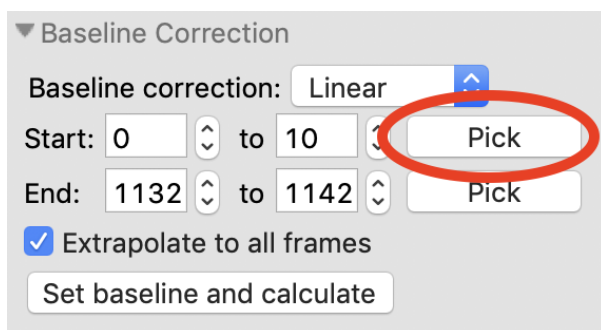 Baseline Correction
Baseline correction: Linear
Start: 0 to 10 Pick
End: 1132 to 1142 Pick
Extrapolate to all frames
Set baseline and calculate